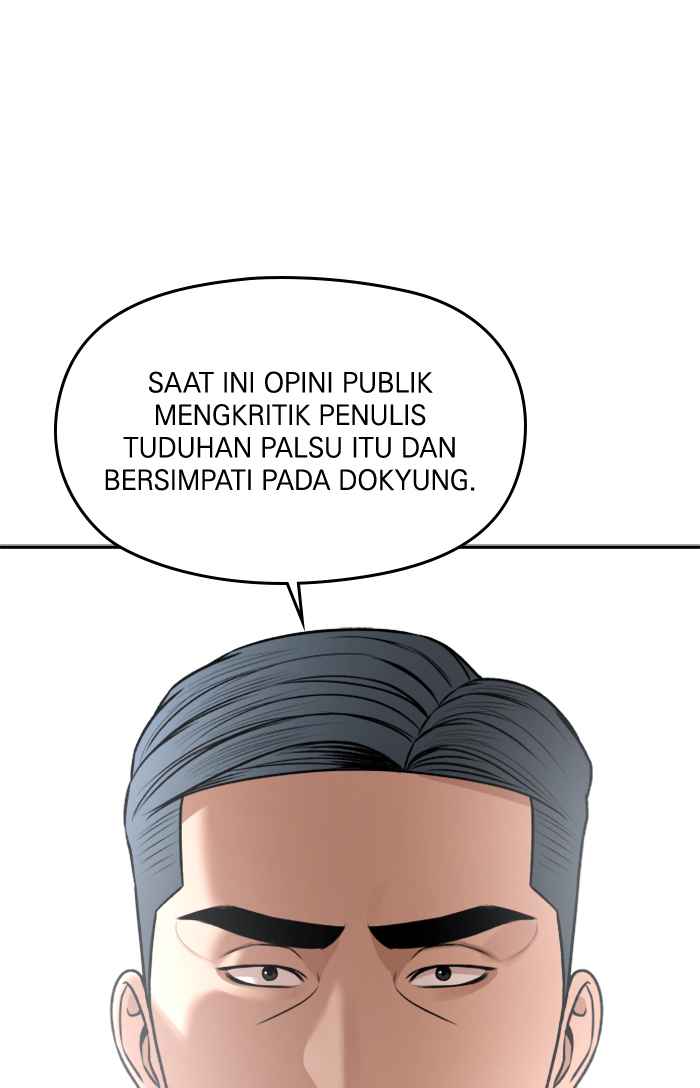 SAAT INI OPINI PUBLIK
MENGKRITIK PENULIS
TUDUHAN PALSU ITU DAN
BERSIMPATI PADA DOKYUNG.